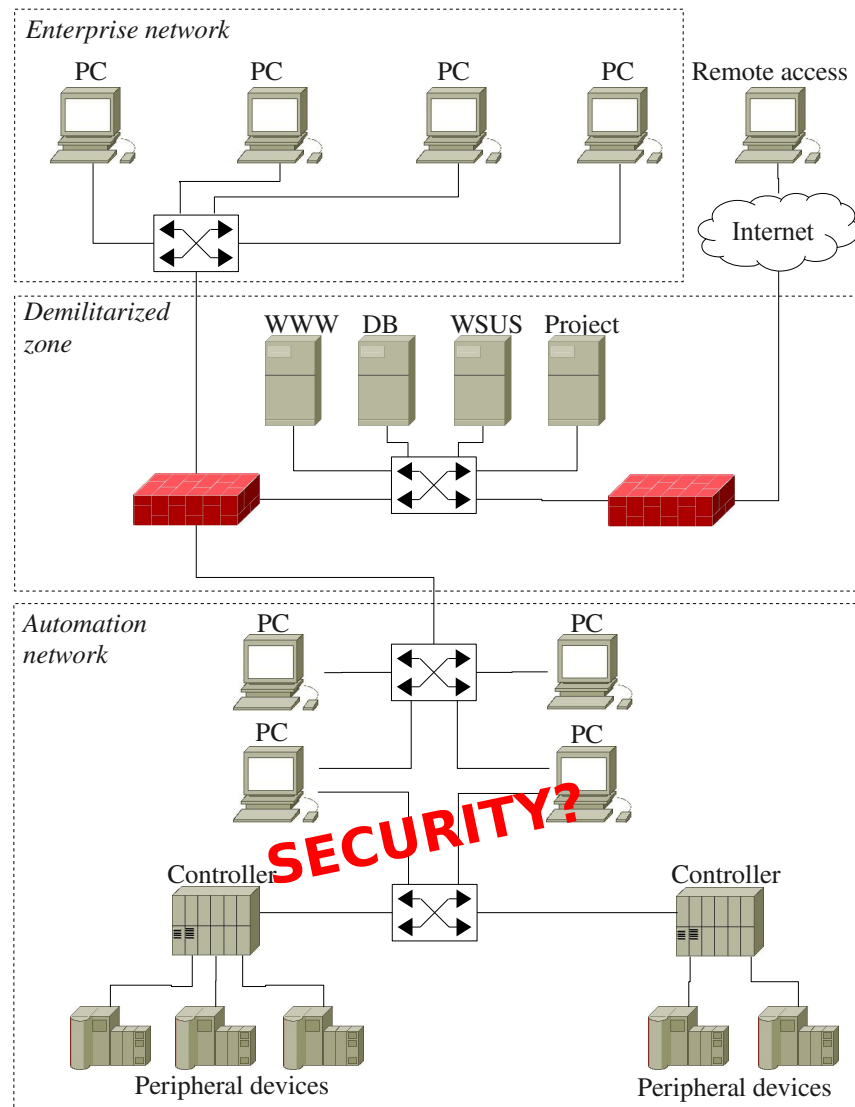 Enterprise network
PC
PC
PC
PC
Remote access
Internet
Demilitarized
zone
WWW
DB
WSUS
Project
Automation
network
PC
PC
PC
PC
SECURITY?
Controller
Controller
Peripheral devices
Peripheral devices